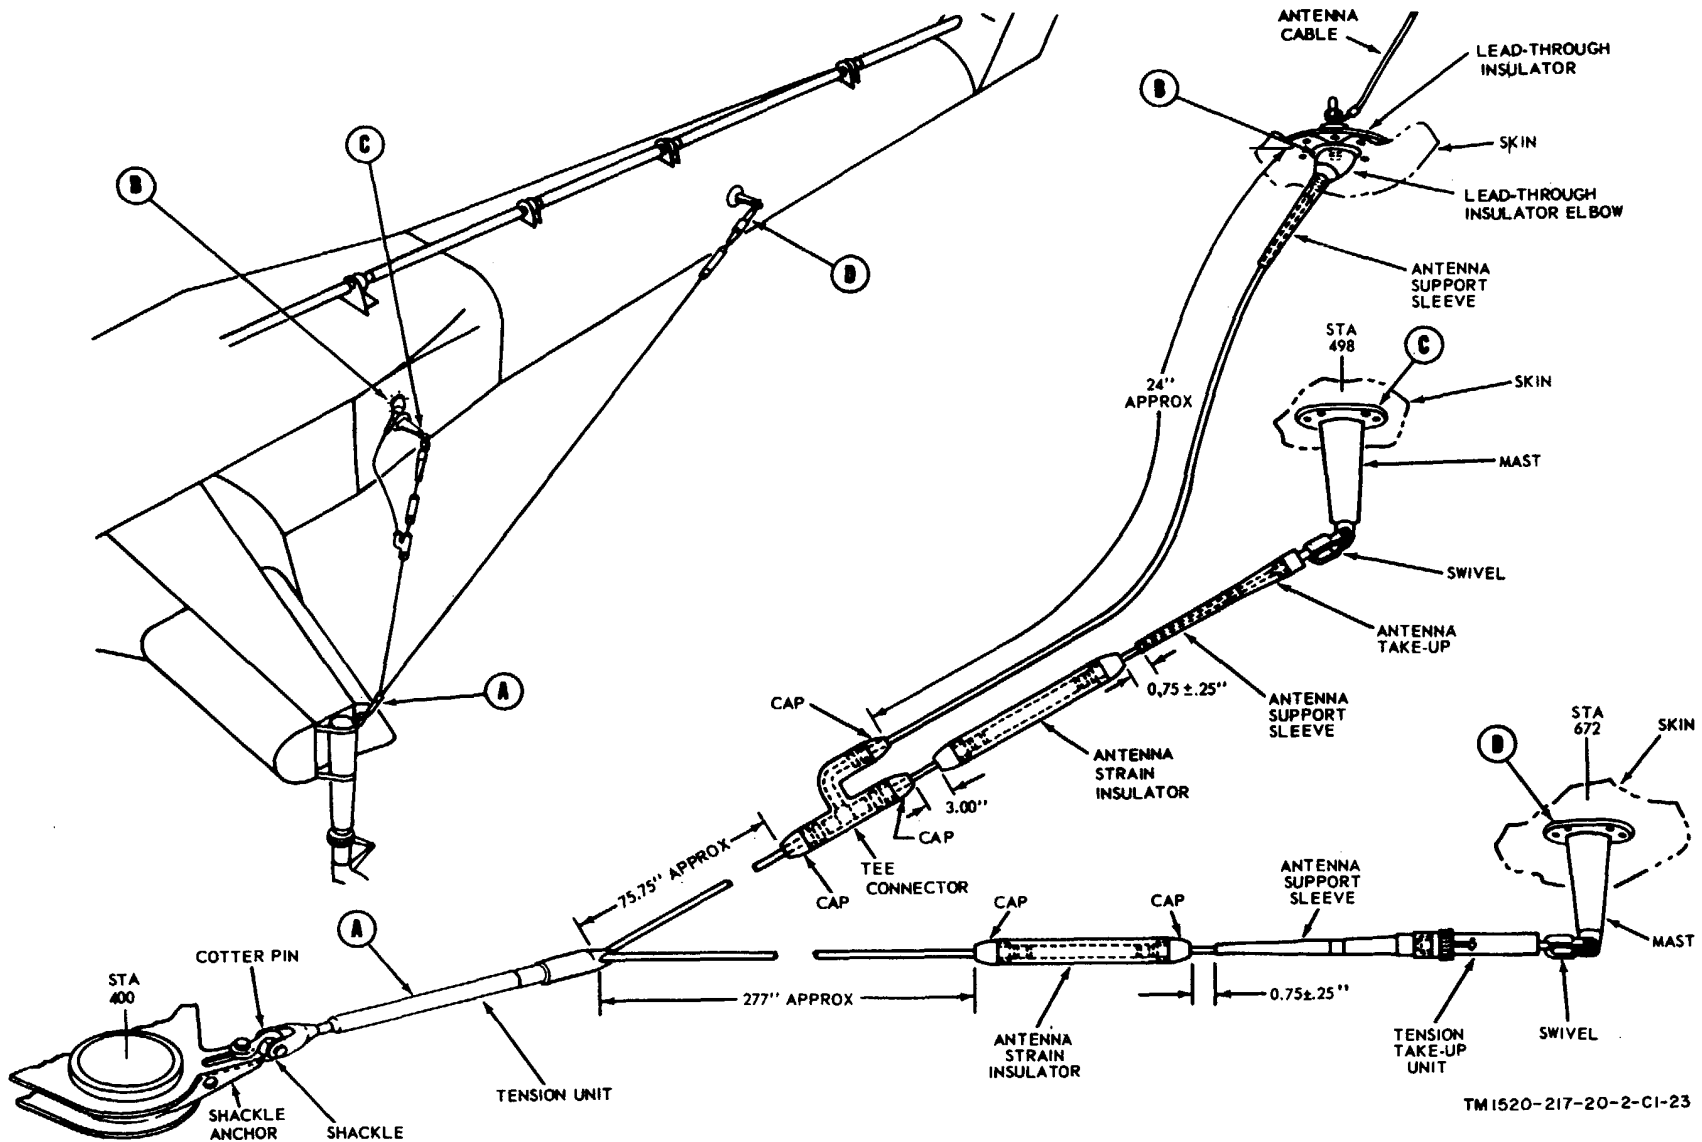 B
C
D
A
ANTENNA
CABLE
LEAD-THROUGH
INSULATOR
B
SKIN
LEAD-THROUGH
INSULATOR ELBOW
ANTENNA
SUPPORT
SLEEVE
STA
498
C
SKIN
24"
APPROX
MAST
SWIVEL
ANTENNA
TAKE-UP
0.75±.25"
ANTENNA
SUPPORT
SLEEVE
CAP
ANTENNA
STRAIN
INSULATOR
3.00"
CAP
TEE
CONNECTOR
CAP
75.75" APPROX
STA
672
SKIN
D
ANTENNA
SUPPORT
SLEEVE
CAP
CAP
MAST
A
COTTER PIN
STA
400
277" APPROX
0.75±.25"
ANTENNA
STRAIN
INSULATOR
TENSION
TAKE-UP
UNIT
SWIVEL
TENSION UNIT
SHACKLE
ANCHOR
SHACKLE
TM1520-217-20-2-C1-23